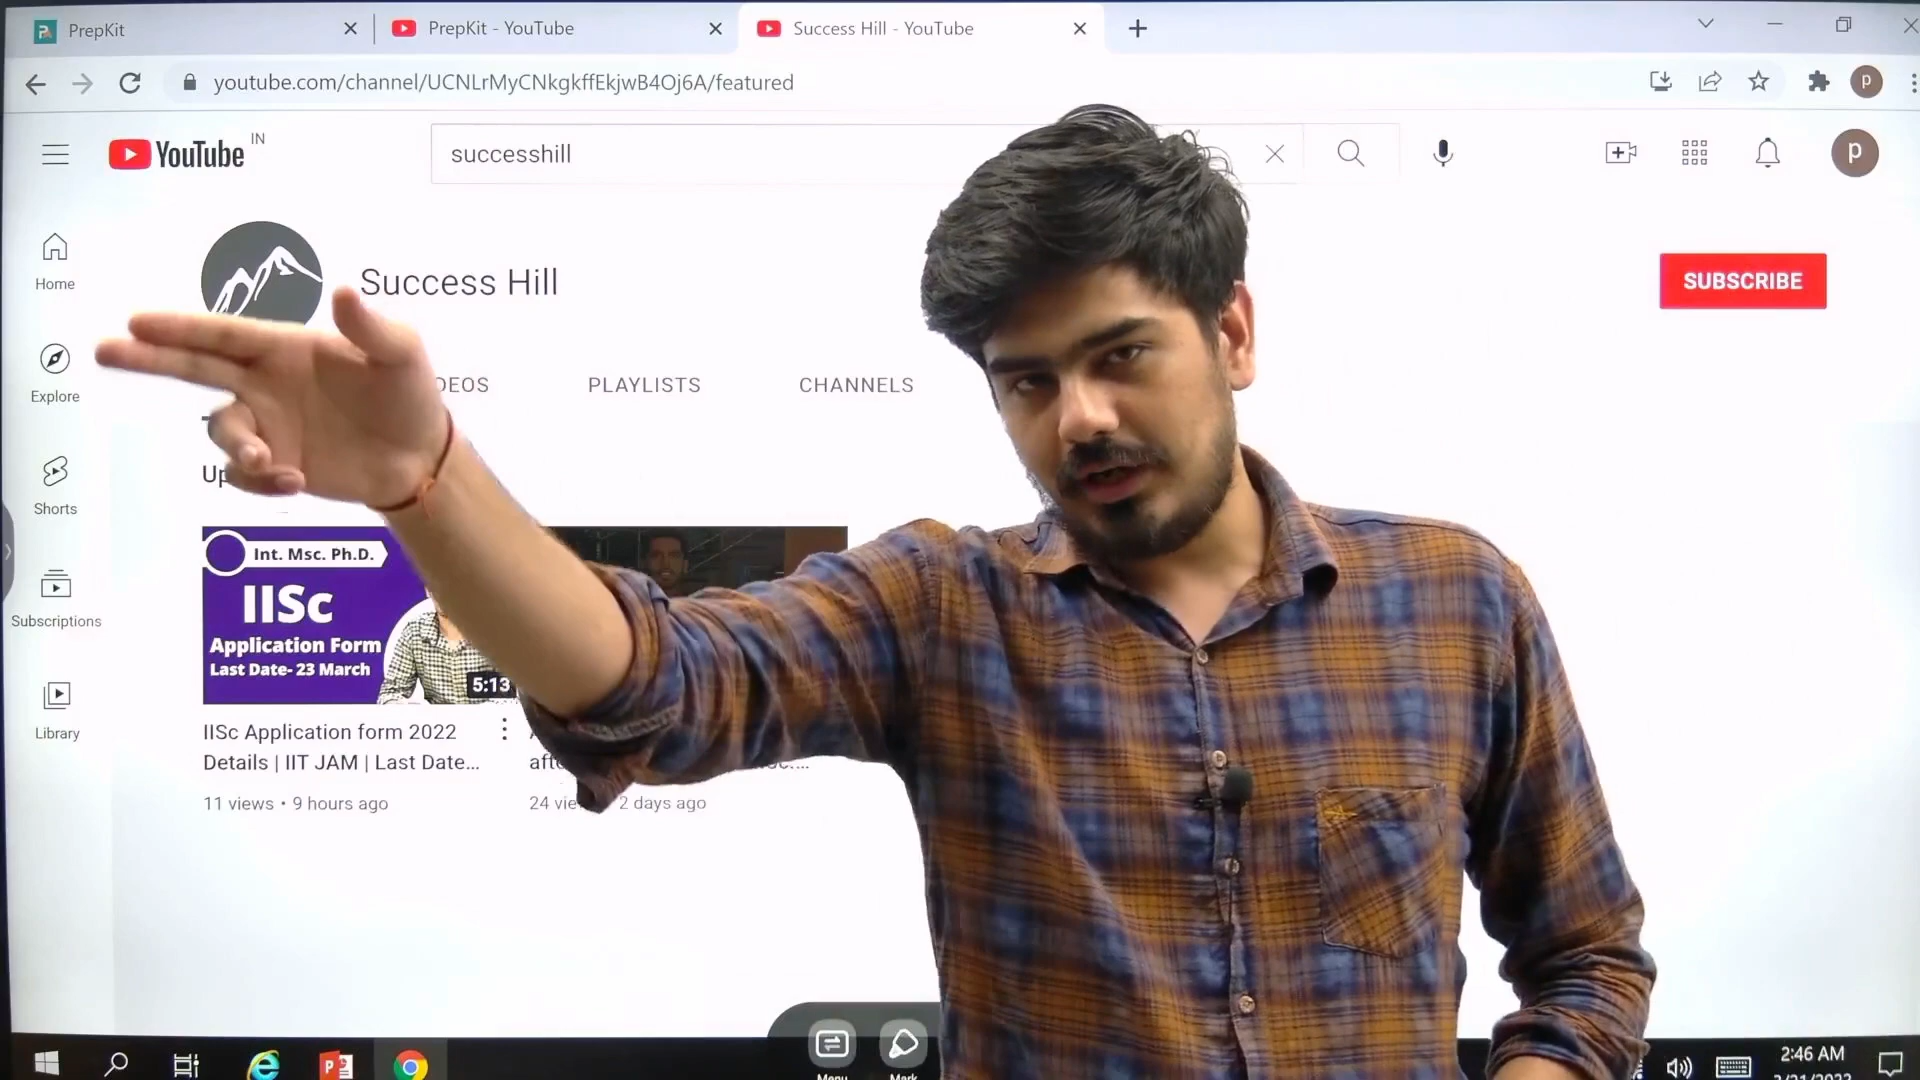 PrepKit
PrepKit - YouTube
Success Hill - YouTube
youtube.com/channel/UCNLrMyCNkgkffEkjwB4Oj6A/featured
YouTube IN
successhill
P
P
Home
Explore
Shorts
Subscriptions
Library
Success Hill
SUBSCRIBE
PLAYLISTS
CHANNELS
Int. Msc. Ph.D.
IISc
Application Form
Last Date- 23 March
5:13
IISc Application form 2022
Details | IIT JAM | Last Date...
11 views • 9 hours ago
24 2 days ago
Menu
Mark
2:46 AM